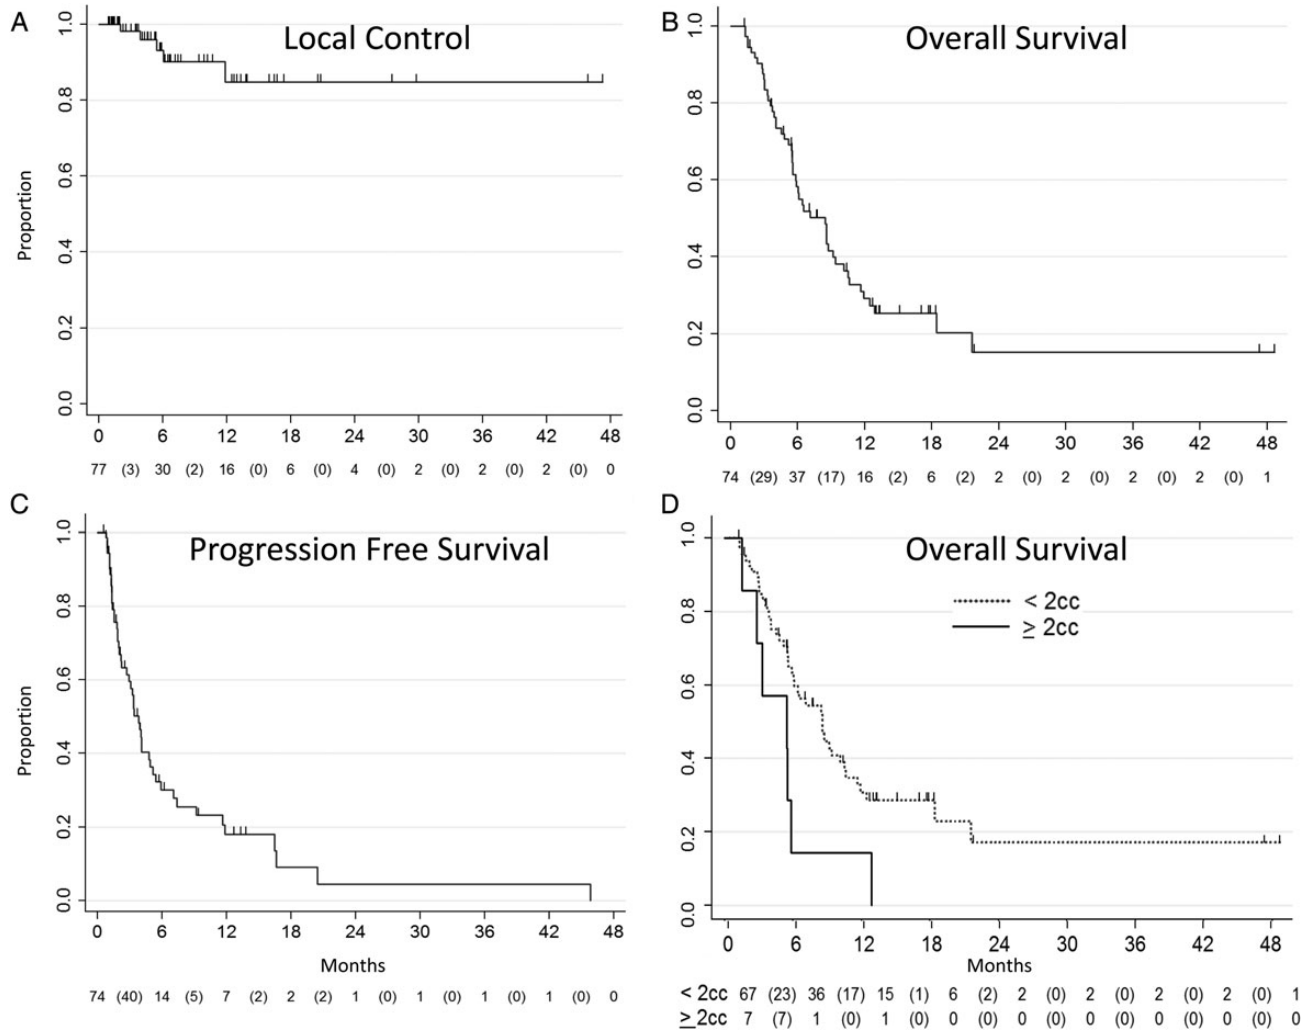 A
Local Control
1.0
0.8
0.6
0.4
0.2
0.0
Proportion
0 6 12 18 24 30 36 42 48
77 (3) 30 (2) 16 (0) 6 (0) 4 (0) 2 (0) 2 (0) 2 (0) 0
B
Overall Survival
1.0
0.8
0.6
0.4
0.2
0.0
0 6 12 18 24 30 36 42 48
74 (29) 37 (17) 16 (2) 6 (2) 2 (0) 2 (0) 2 (0) 2 (0) 1
C
Progression Free Survival
1.0
0.8
0.6
0.4
0.2
0.0
Proportion
0 6 12 18 24 30 36 42 48
Months
74 (40) 14 (5) 7 (2) 2 (2) 1 (0) 1 (0) 1 (0) 1 (0) 0
D
Overall Survival
< 2cc
≥ 2cc
1.0
0.8
0.6
0.4
0.2
0.0
0 6 12 18 24 30 36 42 48
Months
< 2cc 67 (23) 36 (17) 15 (1) 6 (2) 2 (0) 2 (0) 2 (0) 2 (0) 1
≥ 2cc 7 (7) 1 (0) 1 (0) 0 (0) 0 (0) 0 (0) 0 (0) 0 (0) 0